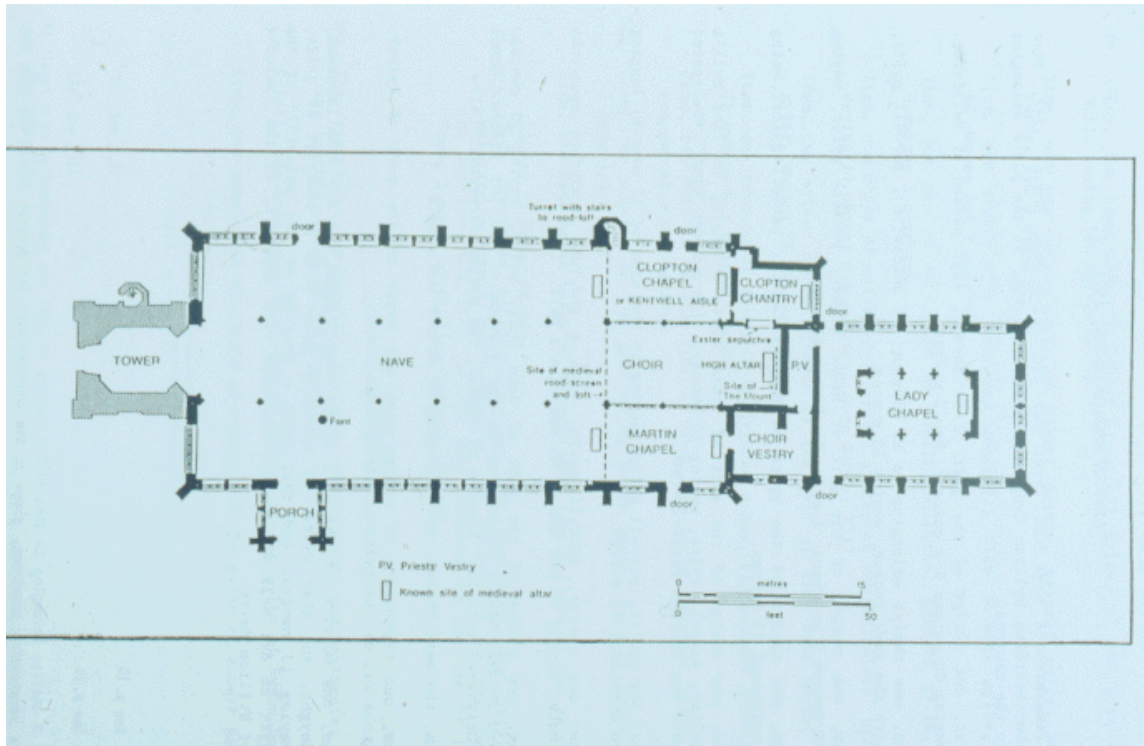 Turret with stairs
to rood-loft
door
door
CLOPTON
CHAPEL
or KENTWELL AISLE
CLOPTON
CHANTRY
door
Easter sepulchre
TOWER
NAVE
Site of medieval
rood-screen
and loft→
CHOIR
HIGH ALTAR
P.V.
Site of
The Mount
LADY
CHAPEL
Font
MARTIN
CHAPEL
CHOIR
VESTRY
door
door
PORCH
P.V. Priests' Vestry
Known site of medieval altar
0 metres 15
0 feet 50